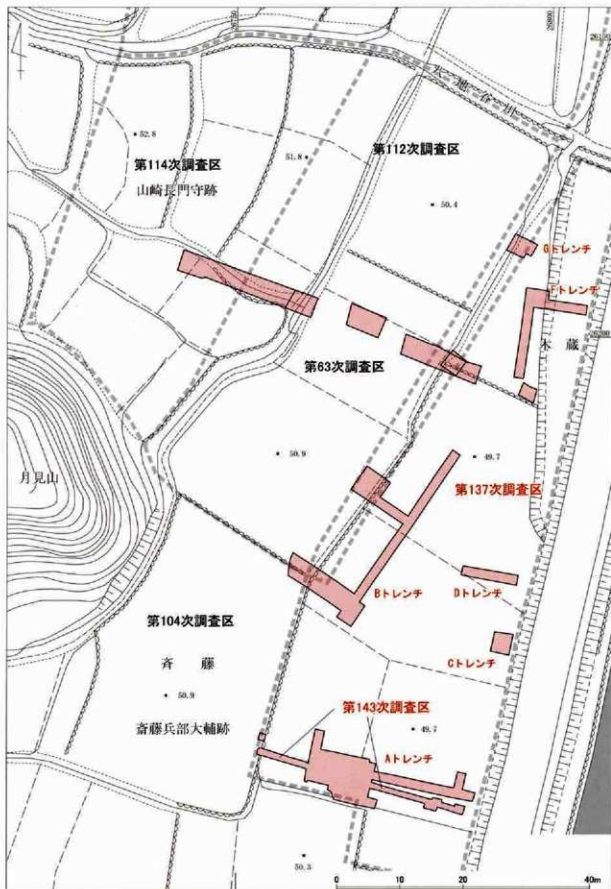 大地谷川
52.8
51.8
第112次調査区
第114次調査区
山崎長門守跡
50.4
Gトレンチ
Fトレンチ
木蔵
第63次調査区
50.9
49.7
第137次調査区
月見山
Bトレンチ
Dトレンチ
第104次調査区
Cトレンチ
斉藤
50.9
斎藤兵部大輔跡
第143次調査区
49.7
Aトレンチ
50.3
0 10 20 40m